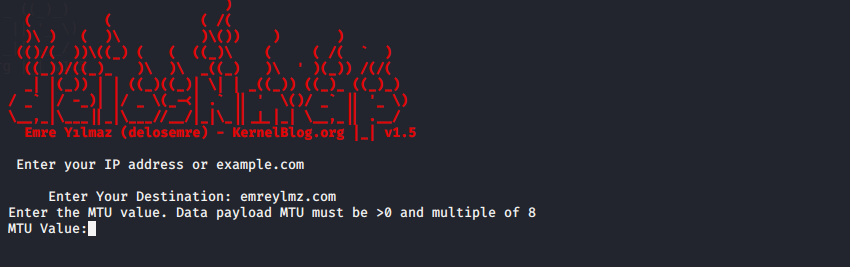 Emre Yılmaz (delosemre) - KernelBlog.org v1.5
Enter your IP address or example.com
Enter Your Destination: emreylmz.com
Enter the MTU value. Data payload MTU must be >0 and multiple of 8
MTU Value: